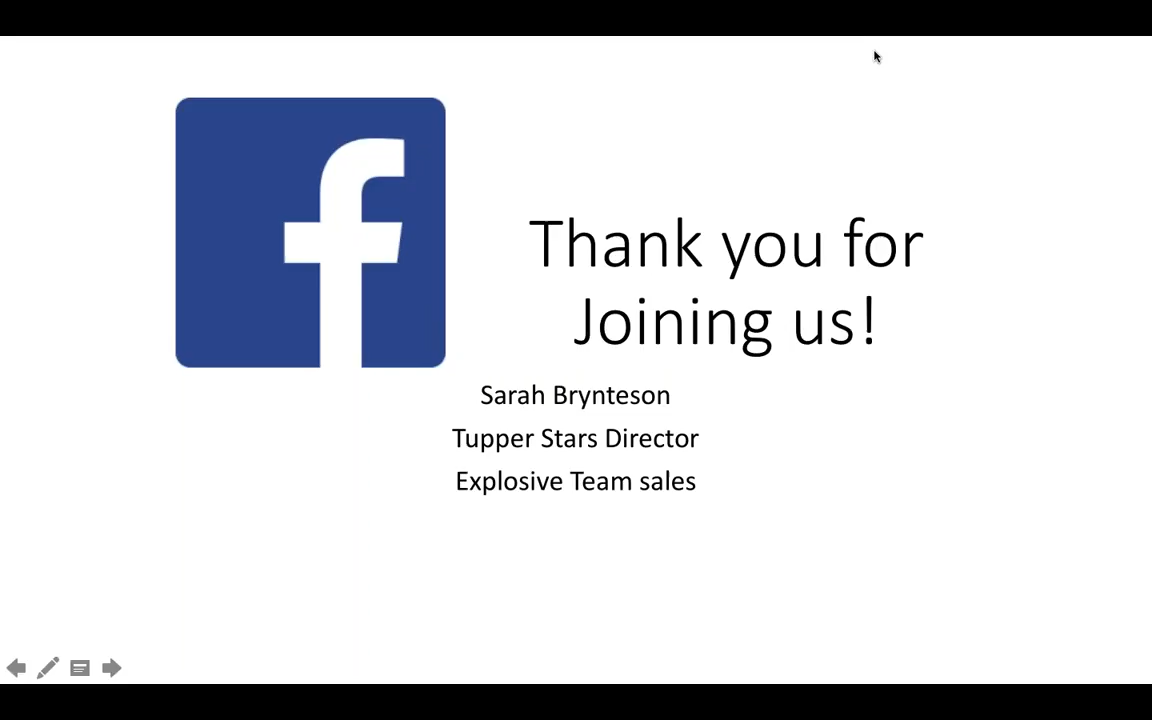 f
Thank you for
Joining us!
Sarah Brynteson
Tupper Stars Director
Explosive Team sales